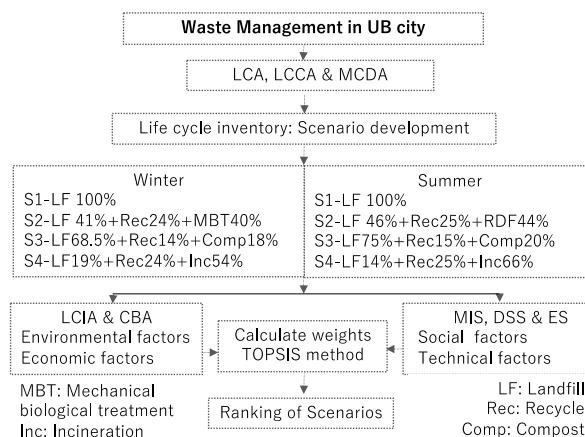 Waste Management in UB city
LCA, LCCA & MCDA
Life cycle inventory: Scenario development
Winter
S1-LF 100%
S2-LF 41%+Rec24%+MBT40%
S3-LF68.5%+Rec14%+Comp18%
S4-LF19%+Rec24%+Inc54%
Summer
S1-LF 100%
S2-LF 46%+Rec25%+RDF44%
S3-LF75%+Rec15%+Comp20%
S4-LF14%+Rec25%+Inc66%
LCIA & CBA
Environmental factors
Economic factors
Calculate weights
TOPSIS method
MIS, DSS & ES
Social factors
Technical factors
MBT: Mechanical
biological treatment
Inc: Incineration
Ranking of Scenarios
LF: Landfill
Rec: Recycle
Comp: Compost